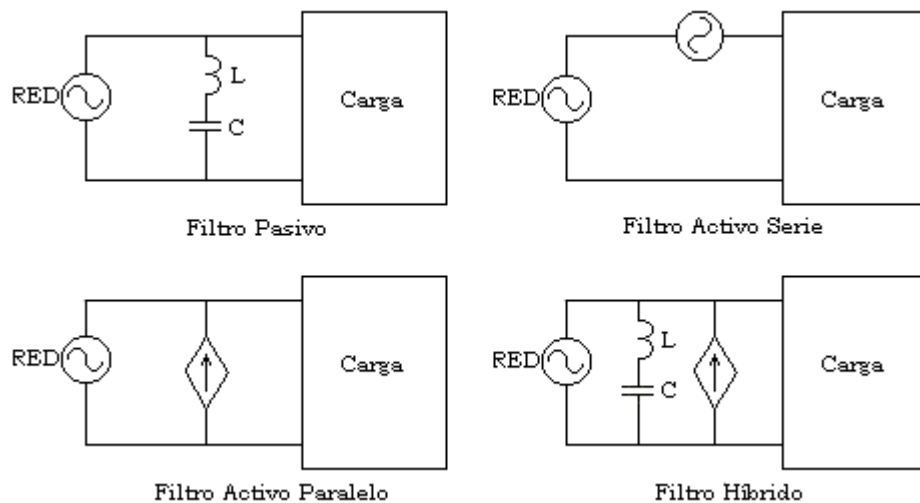 RED
L
C
Carga
Filtro Pasivo
RED
Carga
Filtro Activo Serie
RED
Carga
Filtro Activo Paralelo
RED
L
C
Carga
Filtro Híbrido